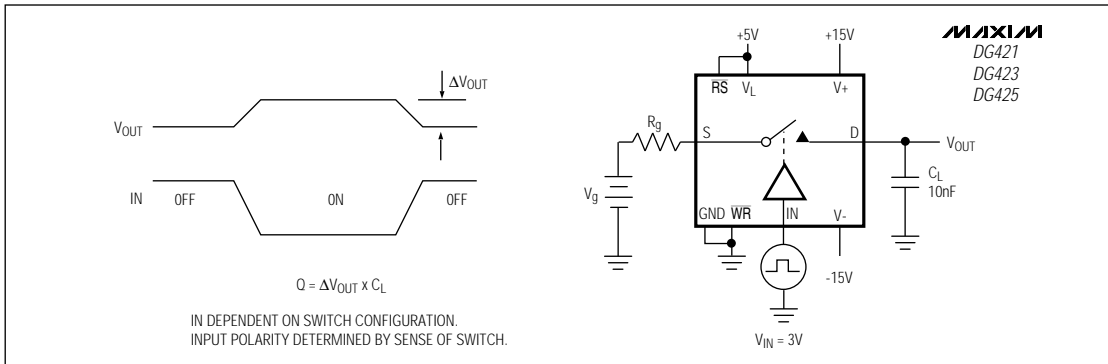 ΔVOUT
VOUT
IN OFF ON OFF
Q = ΔVOUT x CL
IN DEPENDENT ON SWITCH CONFIGURATION.
INPUT POLARITY DETERMINED BY SENSE OF SWITCH.
MAXIM
DG421
DG423
DG425
+5V +15V
RS VL V+
Rg S D VOUT
Vg
CL
10nF
GND WR IN V-
-15V
VIN = 3V